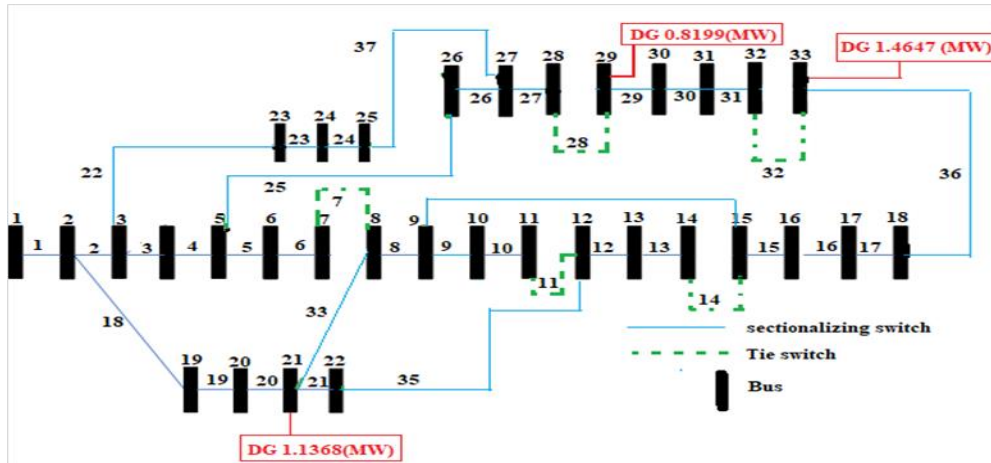 DG 0.8199(MW)
DG 1.4647 (MW)
37
26 27 28 29 30 31 32 33
26 27 29 30 31
23 24 25
23 24
28
32
22
25
36
7
1 2 3 4 5 6 7 8 9 10 11 12 13 14 15 16 17 18
1 2 3 4 5 6 8 9 10 12 13 15 16 17
11
14
33
18
sectionalizing switch
Tie switch
Bus
19 20 21 22
19 20 21
35
DG 1.1368(MW)